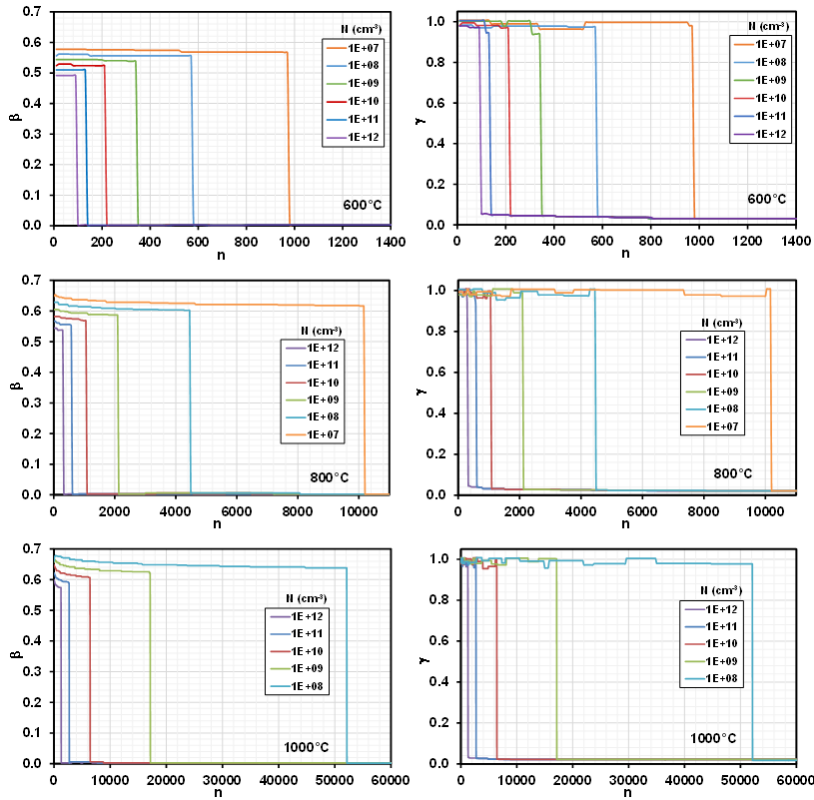 0.7
0.6
0.5
0.4
0.3
0.2
0.1
0.0
β
0 200 400 600 800 1000 1200 1400
n
N (cm⁻³)
1E+07
1E+08
1E+09
1E+10
1E+11
1E+12
600°C
1.0
0.8
0.6
0.4
0.2
0.0
γ
0 200 400 600 800 1000 1200 1400
n
N (cm⁻³)
1E+07
1E+08
1E+09
1E+10
1E+11
1E+12
600°C
0.7
0.6
0.5
0.4
0.3
0.2
0.1
0.0
β
0 2000 4000 6000 8000 10000
n
N (cm⁻³)
1E+12
1E+11
1E+10
1E+09
1E+08
1E+07
800°C
1.0
0.8
0.6
0.4
0.2
0.0
γ
0 2000 4000 6000 8000 10000
n
N (cm⁻³)
1E+12
1E+11
1E+10
1E+09
1E+08
1E+07
800°C
0.7
0.6
0.5
0.4
0.3
0.2
0.1
0.0
β
0 10000 20000 30000 40000 50000 60000
n
N (cm⁻³)
1E+12
1E+11
1E+10
1E+09
1E+08
1000°C
1.0
0.8
0.6
0.4
0.2
0.0
γ
0 10000 20000 30000 40000 50000 60000
n
N (cm⁻³)
1E+12
1E+11
1E+10
1E+09
1E+08
1000°C